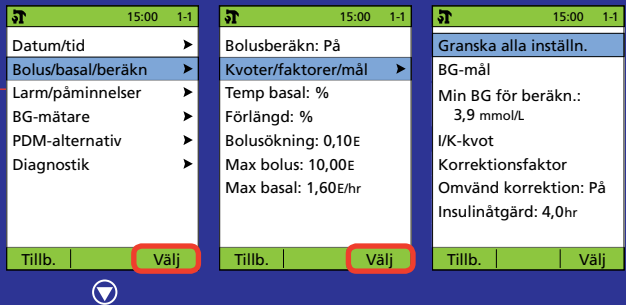 15:00 1-1
Datum/tid
Bolus/basal/beräkn
Larm/påminnelser
BG-mätare
PDM-alternativ
Diagnostik
Tillb. Välj
15:00 1-1
Bolusberäkn: På
Kvoter/faktorer/mål
Temp basal: %
Förlängd: %
Bolusökning: 0,10E
Max bolus: 10,00E
Max basal: 1,60E/hr
Tillb. Välj
15:00 1-1
Granska alla inställn.
BG-mål
Min BG för beräkn.:
3,9 mmol/L
I/K-kvot
Korrektionsfaktor
Omvänd korrektion: På
Insulinåtgärd: 4,0hr
Tillb. Välj